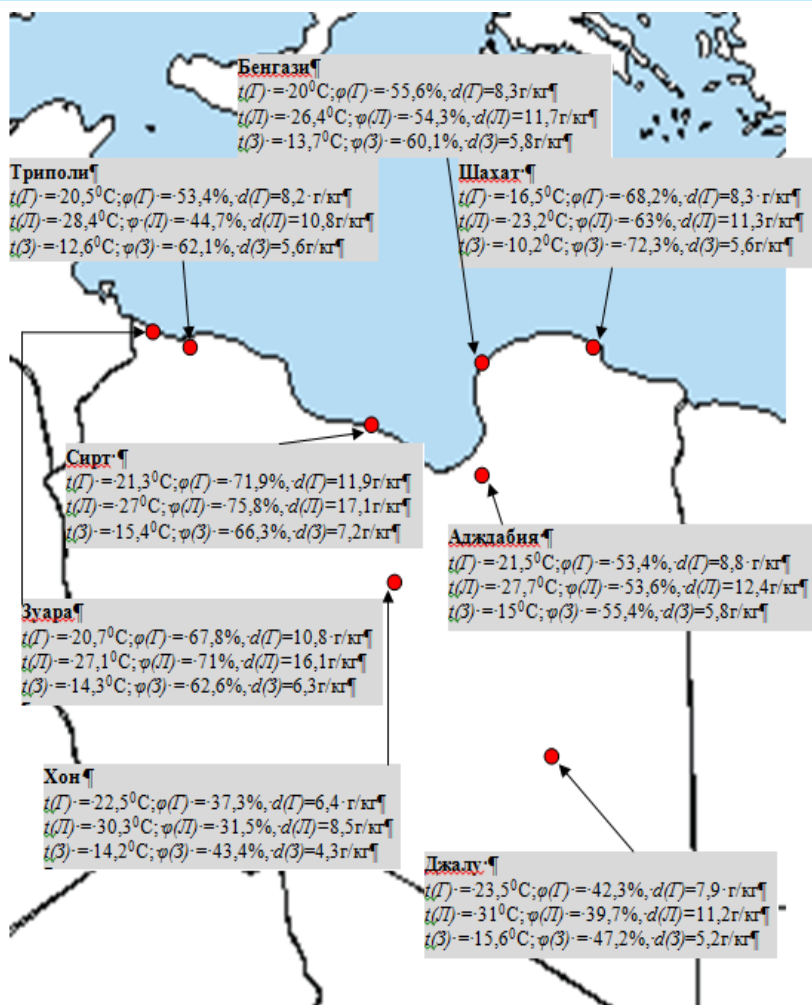 Бенгази¶
t(Г)·=·20⁰C;φ(Г)·=·55,6%,·d(Г)=8,3г/кг¶
t(Л)·=·26,4⁰C;·φ(Л)·=·54,3%,·d(Л)=11,7г/кг¶
t(З)·=·13,7⁰C;·φ(З)·=·60,1%,·d(З)=5,8г/кг¶
Триполи¶
t(Г)·=·20,5⁰C;φ(Г)·=·53,4%,·d(Г)=8,2·г/кг¶
t(Л)·=·28,4⁰C;·φ·(Л)·=·44,7%,·d(Л)=10,8г/кг¶
t(З)·=·12,6⁰C;·φ(З)·=·62,1%,·d(З)=5,6г/кг¶
Шахат·¶
t(Г)·=·16,5⁰C;φ(Г)·=·68,2%,·d(Г)=8,3·г/кг¶
t(Л)·=·23,2⁰C;·φ(Л)·=·63%,·d(Л)=11,3г/кг¶
t(З)·=·10,2⁰C;·φ(З)·=·72,3%,·d(З)=5,6г/кг¶
Сирт·¶
t(Г)·=·21,3⁰C;φ(Г)·=·71,9%,·d(Г)=11,9г/кг¶
t(Л)·=·27⁰C;·φ(Л)·=·75,8%,·d(Л)=17,1г/кг¶
t(З)·=·15,4⁰C;·φ(З)·=·66,3%,·d(З)=7,2г/кг¶
Адждабия¶
t(Г)·=·21,5⁰C;φ(Г)·=·53,4%,·d(Г)=8,8·г/кг¶
t(Л)·=·27,7⁰C;·φ(Л)·=·53,6%,·d(Л)=12,4г/кг¶
t(З)·=·15⁰C;·φ(З)·=·55,4%,·d(З)=5,8г/кг¶
Зуара¶
t(Г)·=·20,7⁰C;φ(Г)·=·67,8%,·d(Г)=10,8·г/кг¶
t(Л)·=·27,1⁰C;·φ(Л)·=·71%,·d(Л)=16,1г/кг¶
t(З)·=·14,3⁰C;·φ(З)·=·62,6%,·d(З)=6,3г/кг¶
Хон·¶
t(Г)·=·22,5⁰C;φ(Г)·=·37,3%,·d(Г)=6,4·г/кг¶
t(Л)·=·30,3⁰C;·φ(Л)·=·31,5%,·d(Л)=8,5г/кг¶
t(З)·=·14,2⁰C;·φ(З)·=·43,4%,·d(З)=4,3г/кг¶
Джалу·¶
t(Г)·=·23,5⁰C;φ(Г)·=·42,3%,·d(Г)=7,9·г/кг¶
t(Л)·=·31⁰C;·φ(Л)·=·39,7%,·d(Л)=11,2г/кг¶
t(З)·=·15,6⁰C;·φ(З)·=·47,2%,·d(З)=5,2г/кг¶